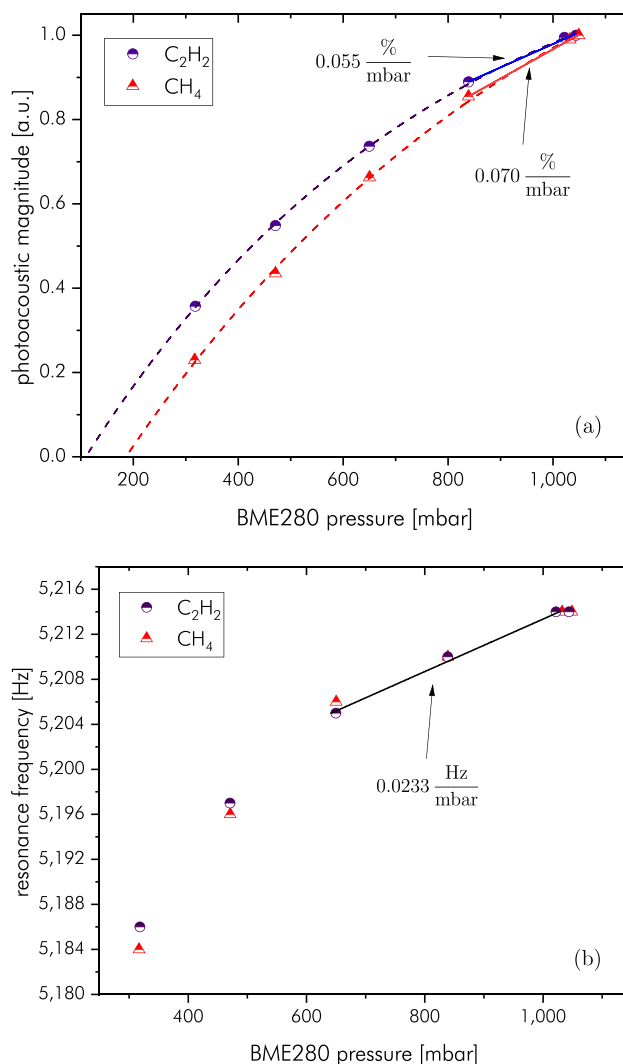 1.0
0.8
0.6
0.4
0.2
0.0
photoacoustic magnitude [a.u.]
C₂H₂
CH₄
0.055 %/mbar
0.070 %/mbar
(a)
200 400 600 800 1,000
BME280 pressure [mbar]
5,216
5,212
5,208
5,204
5,200
5,196
5,192
5,188
5,184
5,180
resonance frequency [Hz]
C₂H₂
CH₄
0.0233 Hz/mbar
(b)
400 600 800 1,000
BME280 pressure [mbar]